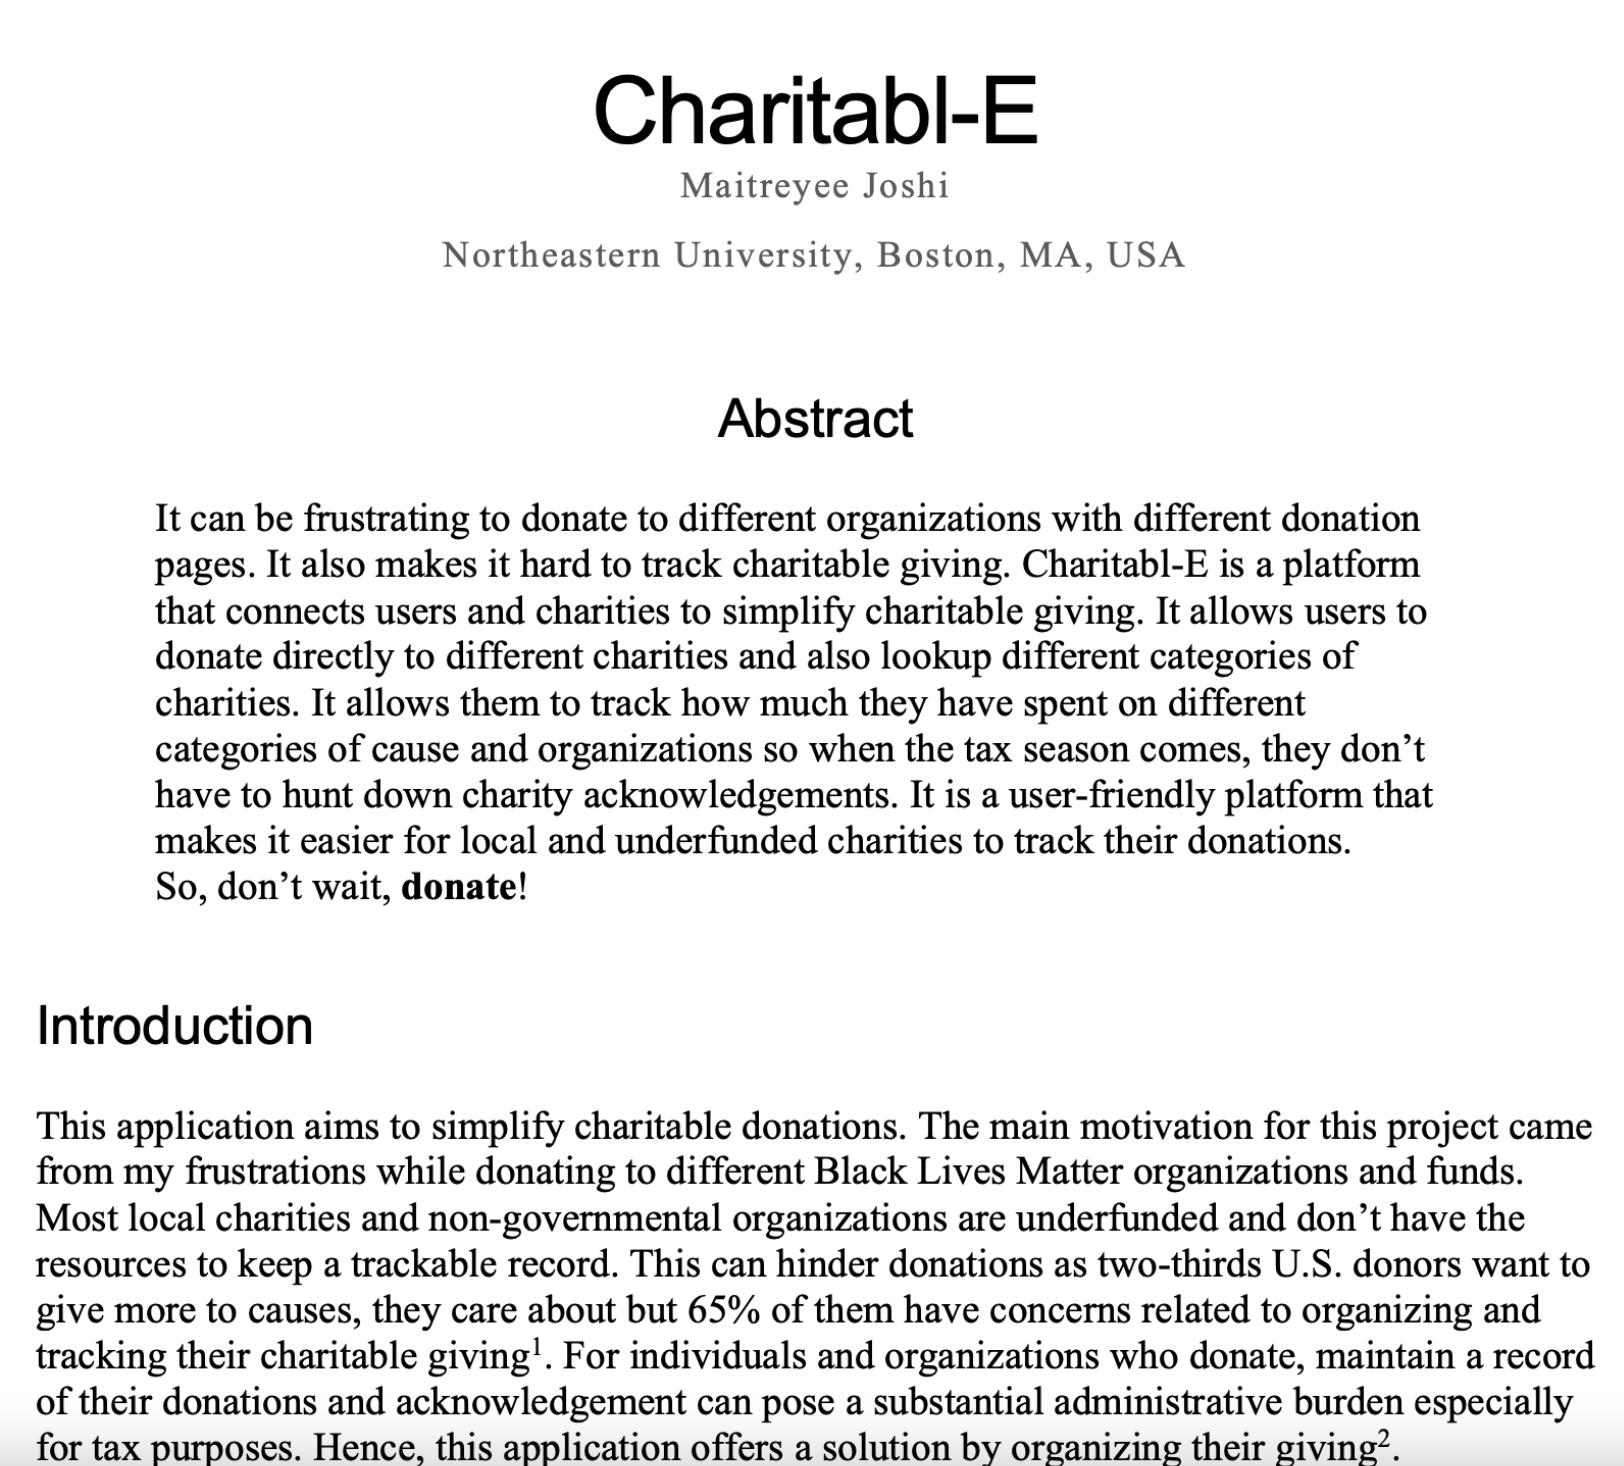 Charitabl-E
Maitreyee Joshi
Northeastern University, Boston, MA, USA
Abstract
It can be frustrating to donate to different organizations with different donation
pages. It also makes it hard to track charitable giving. Charitabl-E is a platform
that connects users and charities to simplify charitable giving. It allows users to
donate directly to different charities and also lookup different categories of
charities. It allows them to track how much they have spent on different
categories of cause and organizations so when the tax season comes, they don’t
have to hunt down charity acknowledgements. It is a user-friendly platform that
makes it easier for local and underfunded charities to track their donations.
So, don’t wait, donate!
Introduction
This application aims to simplify charitable donations. The main motivation for this project came
from my frustrations while donating to different Black Lives Matter organizations and funds.
Most local charities and non-governmental organizations are underfunded and don’t have the
resources to keep a trackable record. This can hinder donations as two-thirds U.S. donors want to
give more to causes, they care about but 65% of them have concerns related to organizing and
tracking their charitable giving¹. For individuals and organizations who donate, maintain a record
of their donations and acknowledgement can pose a substantial administrative burden especially
for tax purposes. Hence, this application offers a solution by organizing their giving².